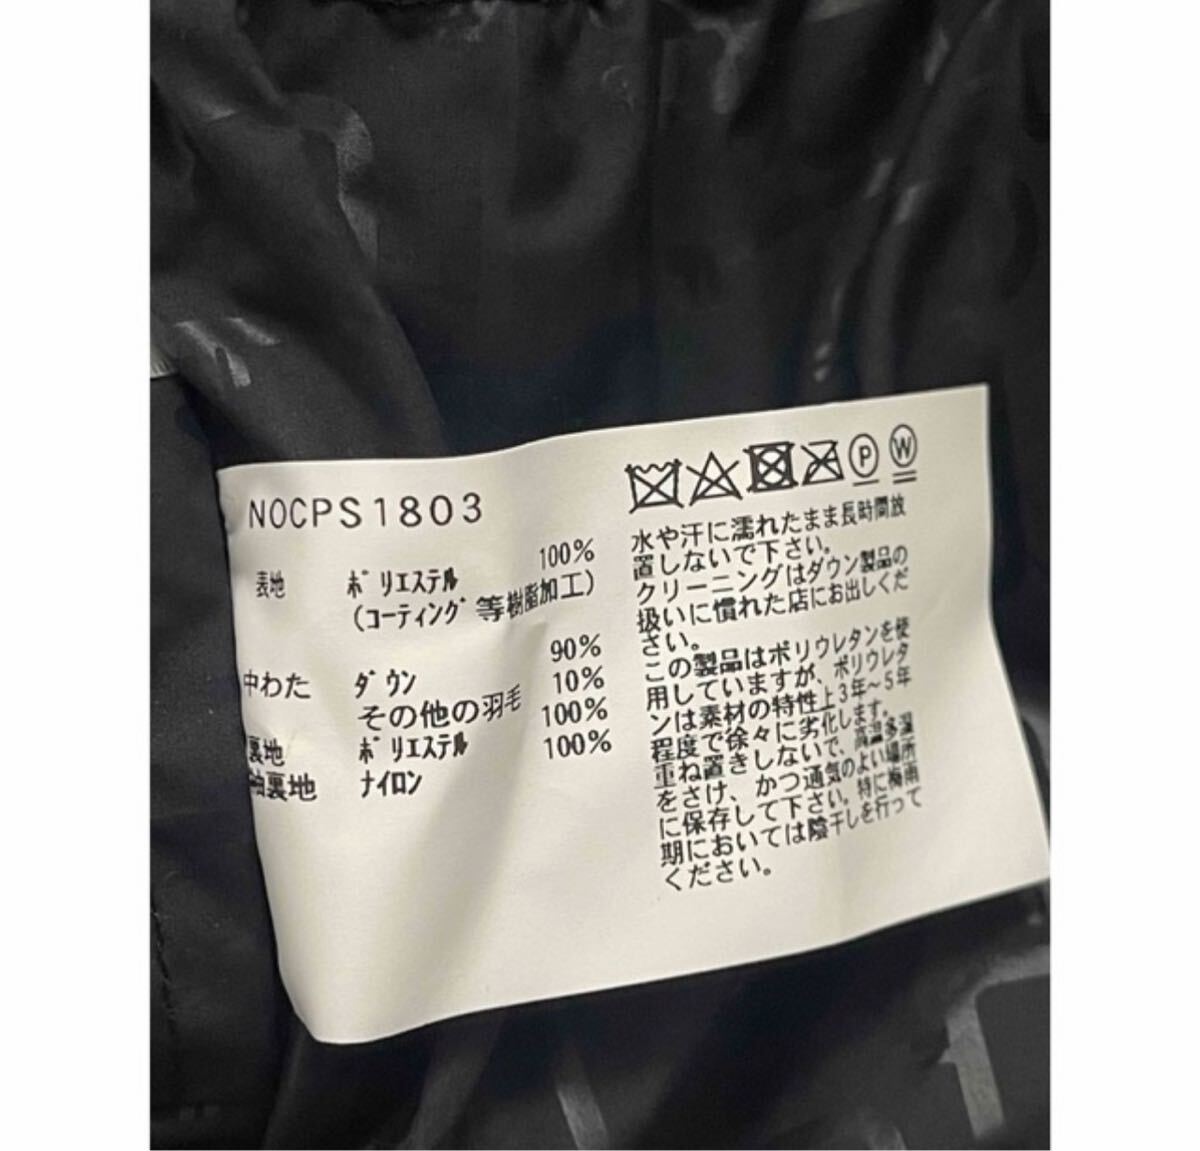 NOCPS1803
表地 ポリエステル 100%
(コーティング等樹脂加工)
中わた ダウン 90%
その他の羽毛 10%
裏地 ポリエステル 100%
袖裏地 ナイロン 100%
P W
水や汗に濡れたまま長時間放
置しないで下さい。
クリーニングはダウン製品の
扱いに慣れた店にお出しくだ
さい。
この製品はポリウレタンを使
用していますが、ポリウレタ
ンは素材の特性上3年~5年
程度で徐々に劣化します。
重ね置きしないで、高温多湿
をさけ、かつ通気のよい場所
に保存して下さい。特に梅雨
期においては陰干しを行って
ください。